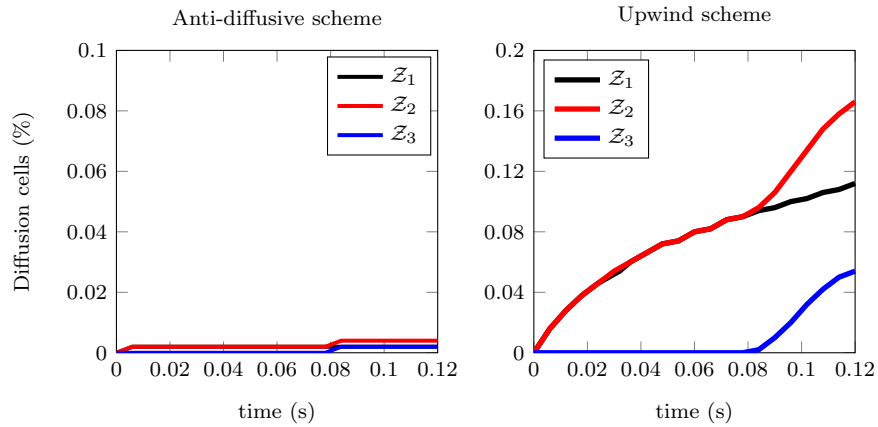 Anti-diffusive scheme
Diffusion cells (%)
0.1
0.08
0.06
0.04
0.02
0
𝒵1
𝒵2
𝒵3
0 0.02 0.04 0.06 0.08 0.1 0.12
time (s)
Upwind scheme
0.2
0.16
0.12
0.08
0.04
0
𝒵1
𝒵2
𝒵3
0 0.02 0.04 0.06 0.08 0.1 0.12
time (s)